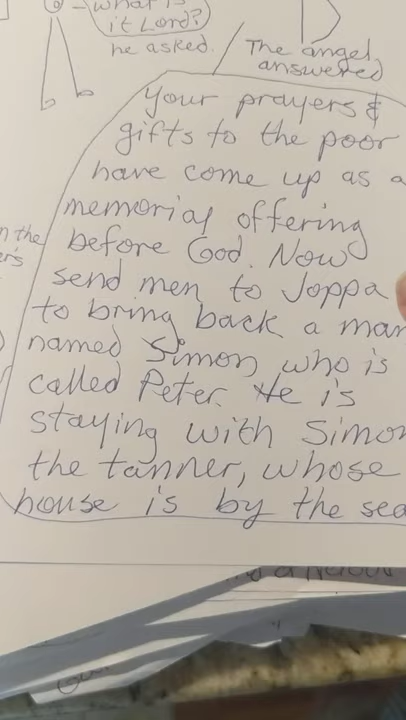 what is
it Lord?
he asked.
The angel
answered
Your prayers &
gifts to the poor
have come up as a
memorial offering
before God. Now
send men to Joppa
to bring back a man
named Simon who is
called Peter. He is
staying with Simon
the tanner, whose
house is by the sea
in the